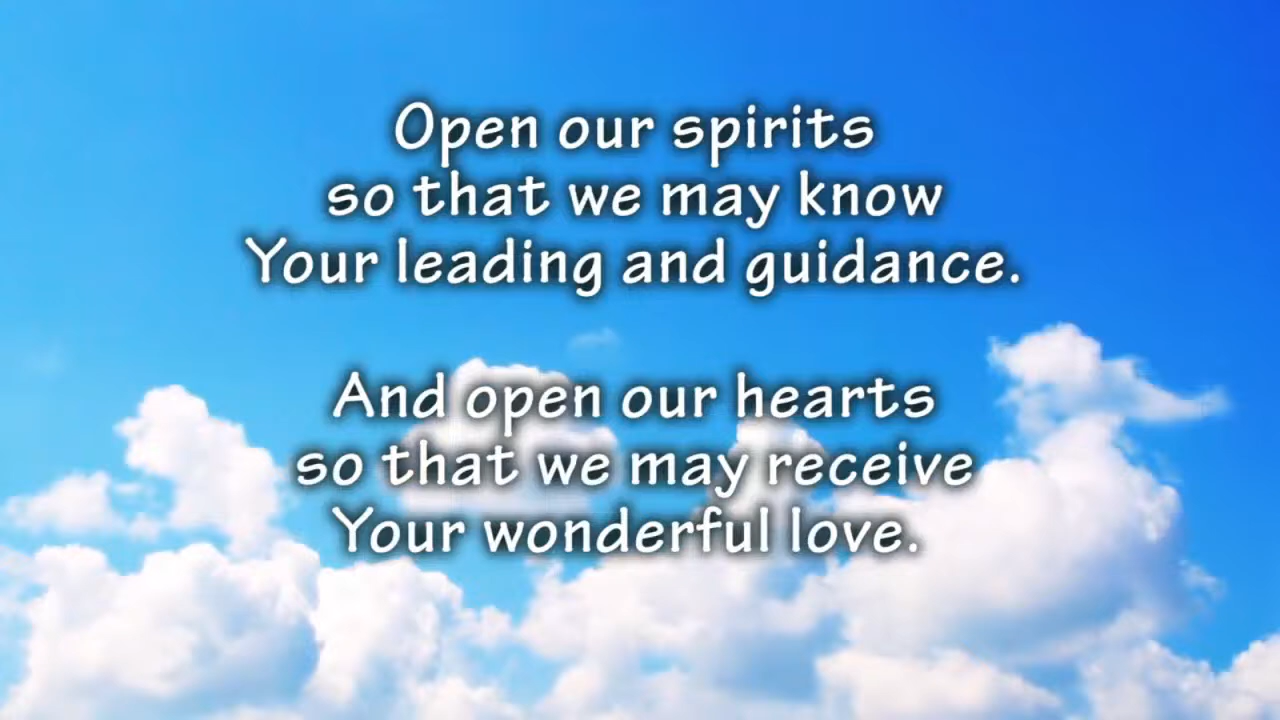 Open our spirits
so that we may know
Your leading and guidance.
And open our hearts
so that we may receive
Your wonderful love.